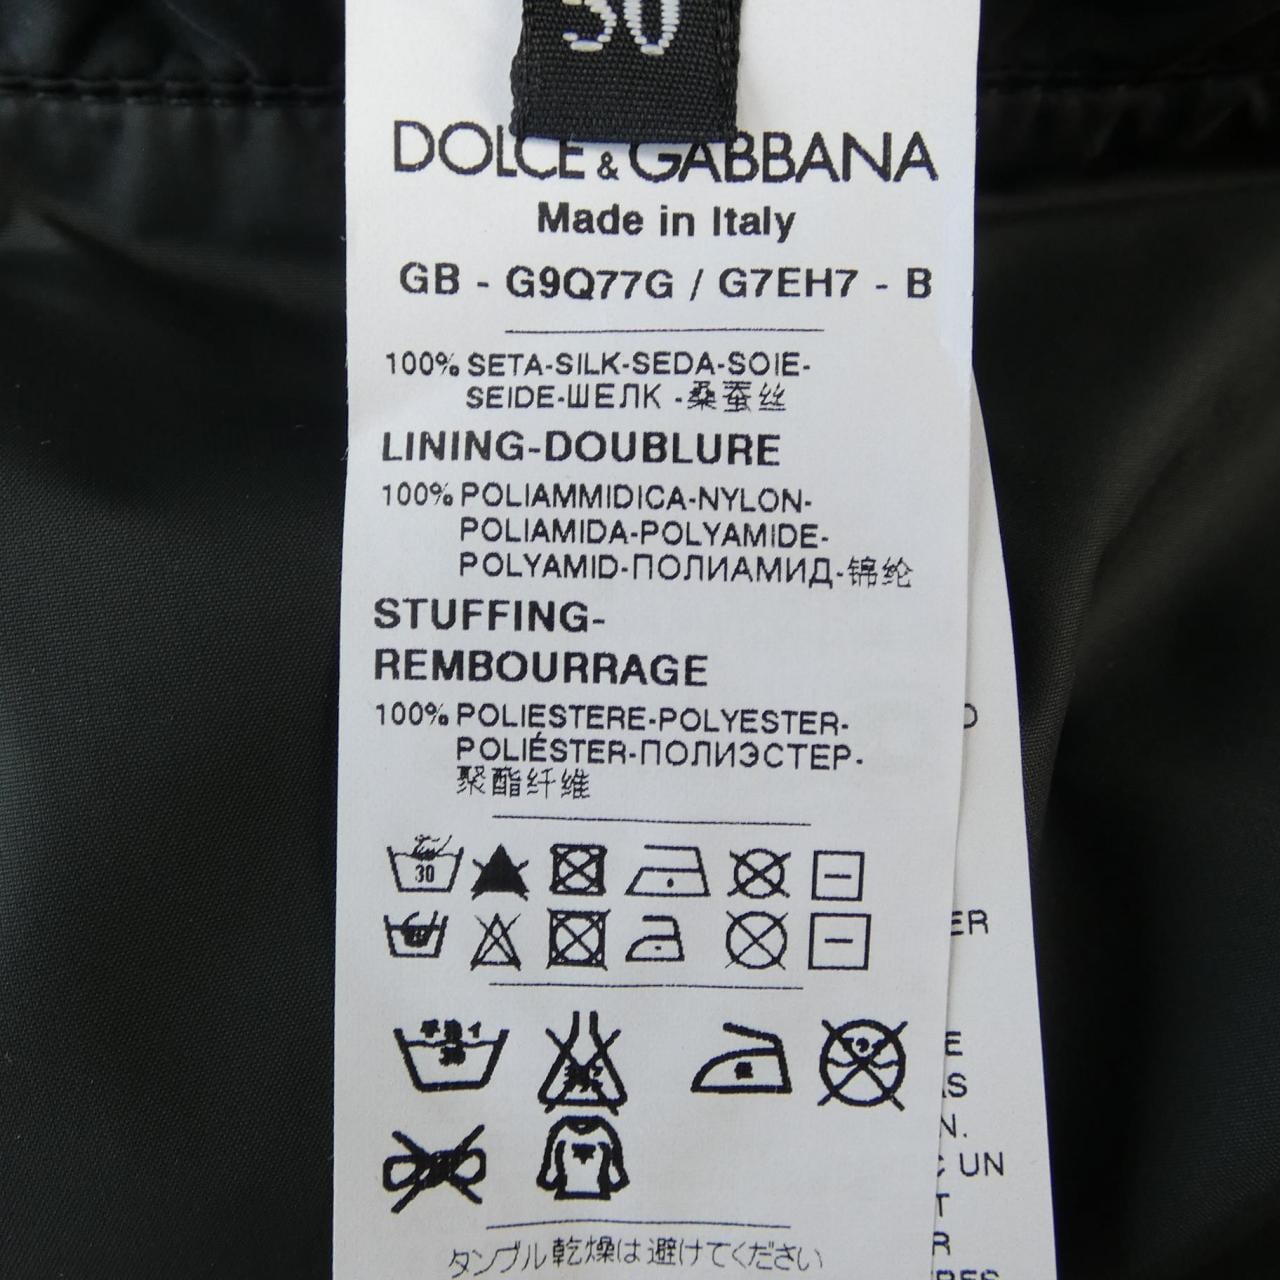 DOLCE & GABBANA
Made in Italy
GB - G9Q77G / G7EH7 - B
100% SETA-SILK-SEDA-SOIE-
SEIDE-ШЕЛК -桑蚕丝
LINING-DOUBLURE
100% POLIAMMIDICA-NYLON-
POLIAMIDA-POLYAMIDE-
POLYAMID-ПОЛИАМИД-锦纶
STUFFING-
REMBOURRAGE
100% POLIESTERE-POLYESTER-
POLIÉSTER-ПОЛИЭСТЕР-
聚酯纤维
30
タンブル乾燥は避けてください
UN